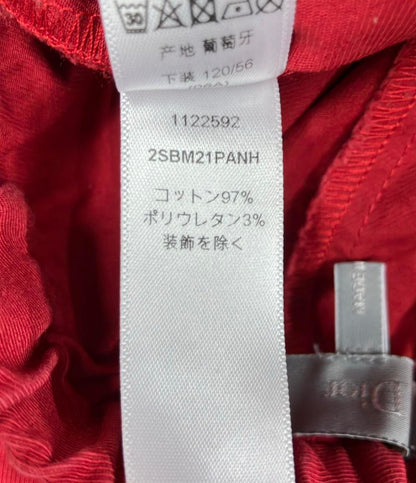 30
产地 葡萄牙
下装 120/56
1122592
2SBM21PANH
コットン97%
ポリウレタン3%
装飾を除く
MADE
Dior